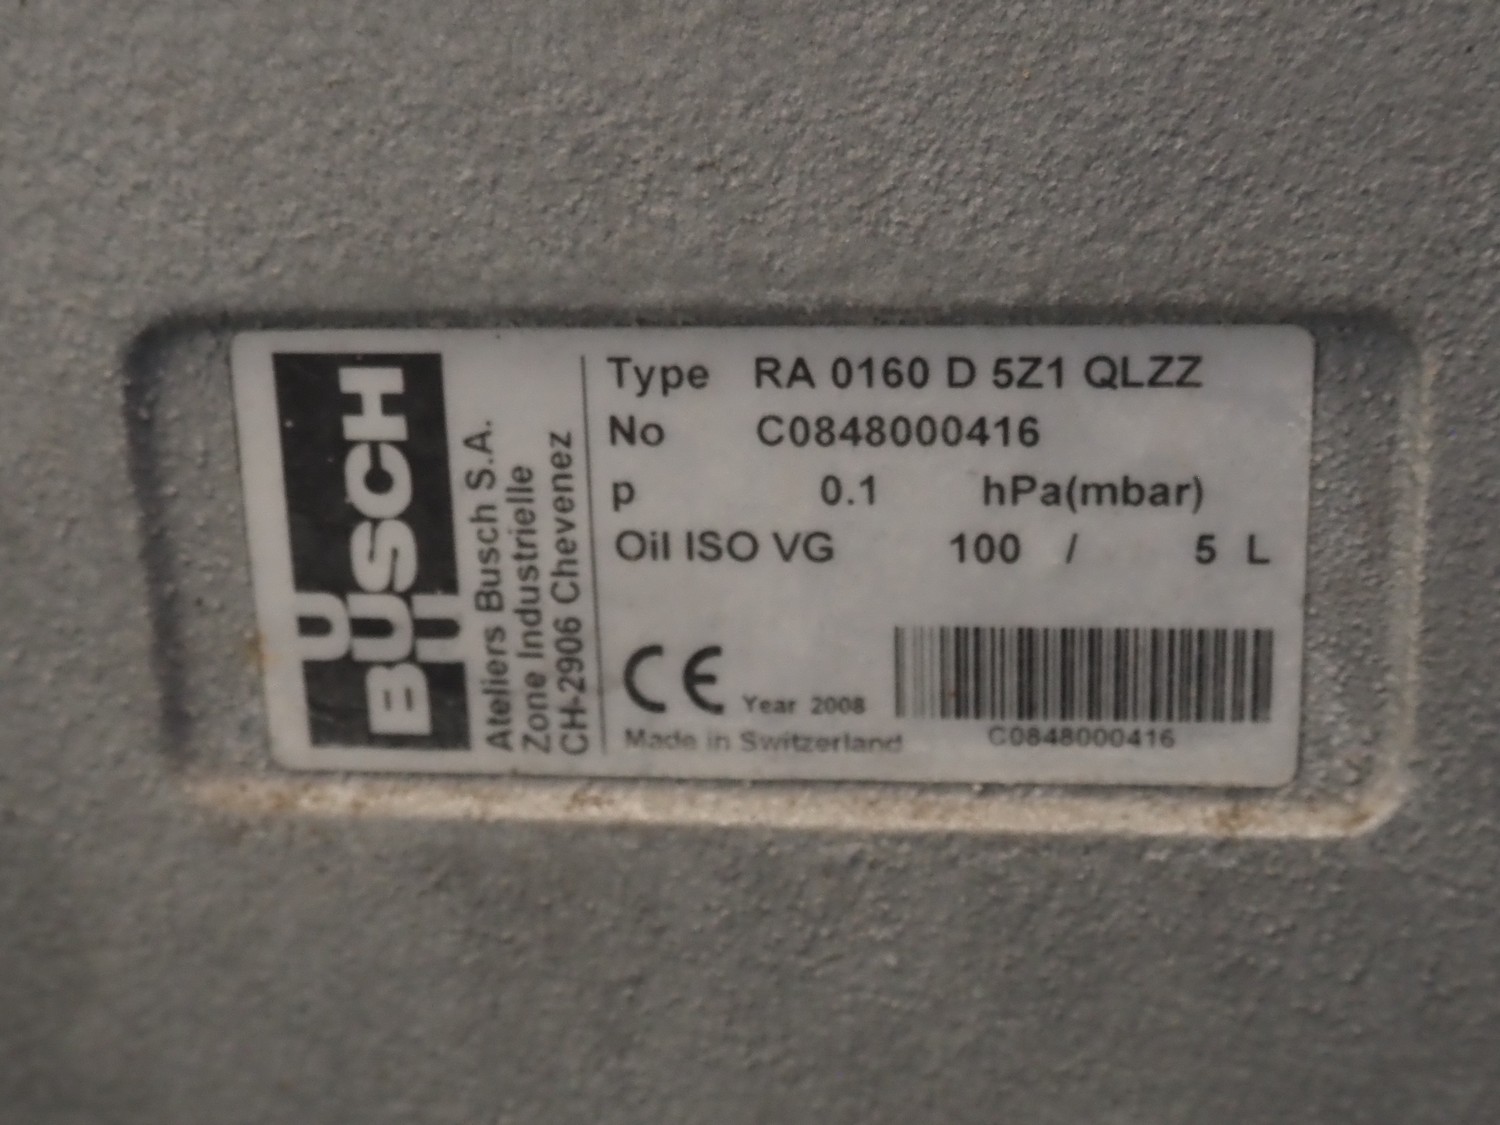 BUSCH
Ateliers Busch S.A.
Zone Industrielle
CH-2906 Chevenez
Type RA 0160 D 5Z1 QLZZ
No C0848000416
p 0.1 hPa(mbar)
Oil ISO VG 100 / 5 L
CE Year 2008
Made in Switzerland
C0848000416